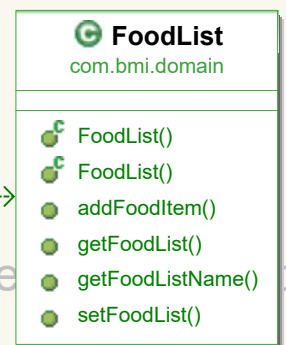 C FoodList
com.bmi.domain
C FoodList()
C FoodList()
addFoodItem()
getFoodList()
getFoodListName()
setFoodList()